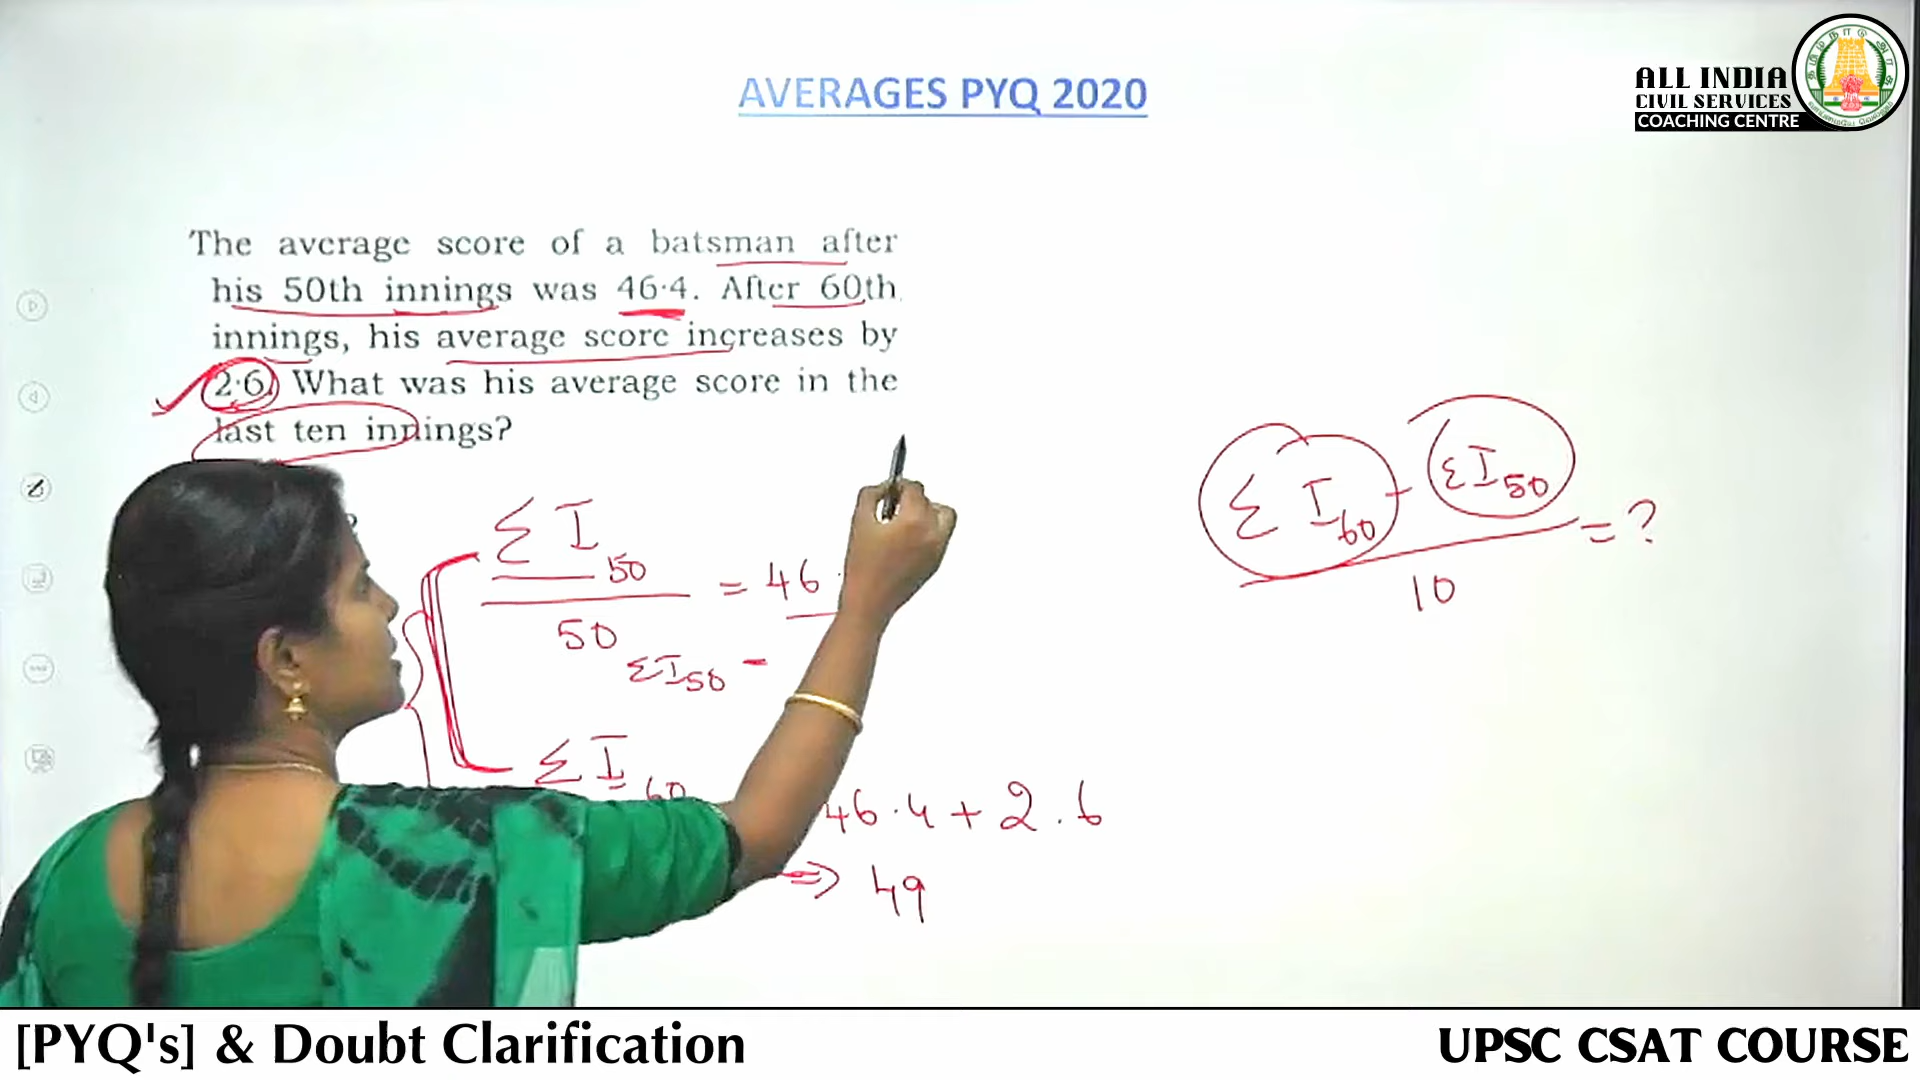 AVERAGES PYQ 2020
ALL INDIA
CIVIL SERVICES
COACHING CENTRE
The average score of a batsman after
his 50th innings was 46·4. After 60th
innings, his average score increases by
2·6. What was his average score in the
last ten innings?
Σ I50
50
= 46
ΣI50 =
Σ I60
46.4 + 2.6
⇒ 49
Σ I60 - ΣI50
10
= ?
[PYQ's] & Doubt Clarification
UPSC CSAT COURSE